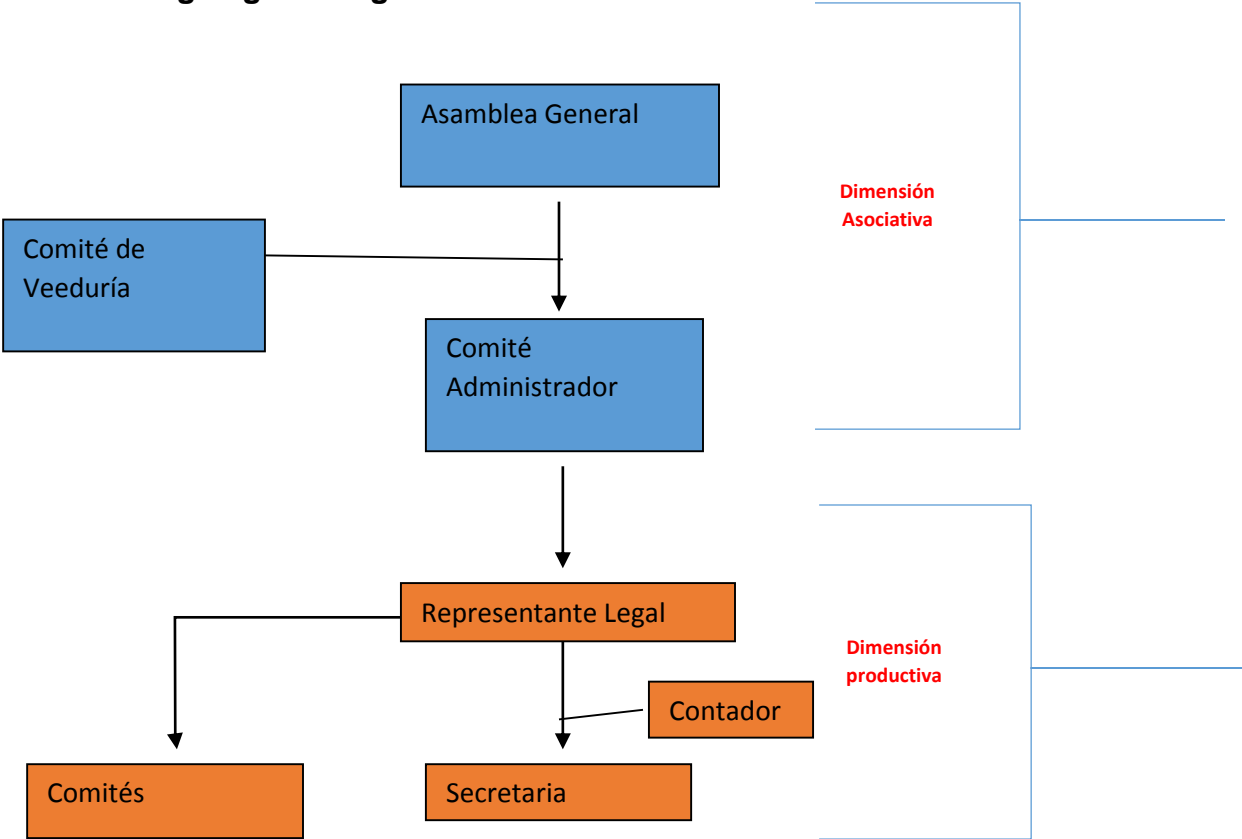 Asamblea General
Dimensión
Asociativa
Comité de
Veeduría
Comité
Administrador
Representante Legal
Dimensión
productiva
Contador
Comités
Secretaria